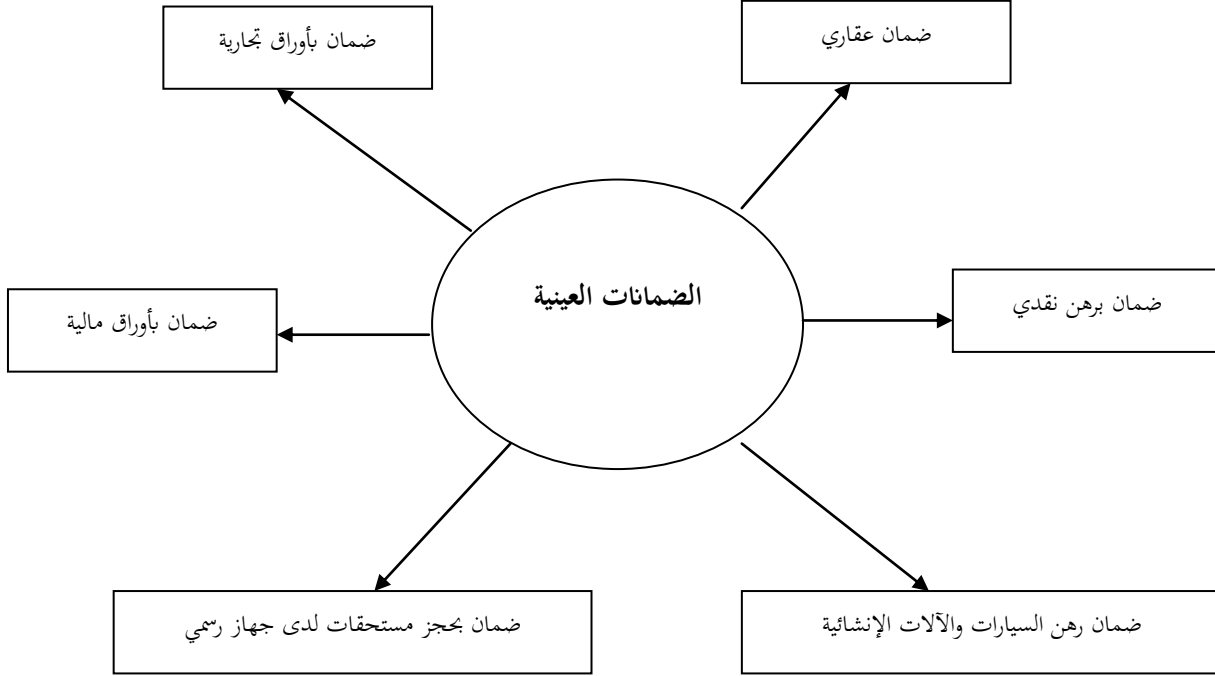 ضمان عقاري
ضمان بأوراق تجارية
الضمانات العينية
ضمان برهن نقدي
ضمان بأوراق مالية
ضمان رهن السيارات والآلات الإنشائية
ضمان بحجز مستحقات لدى جهاز رسمي